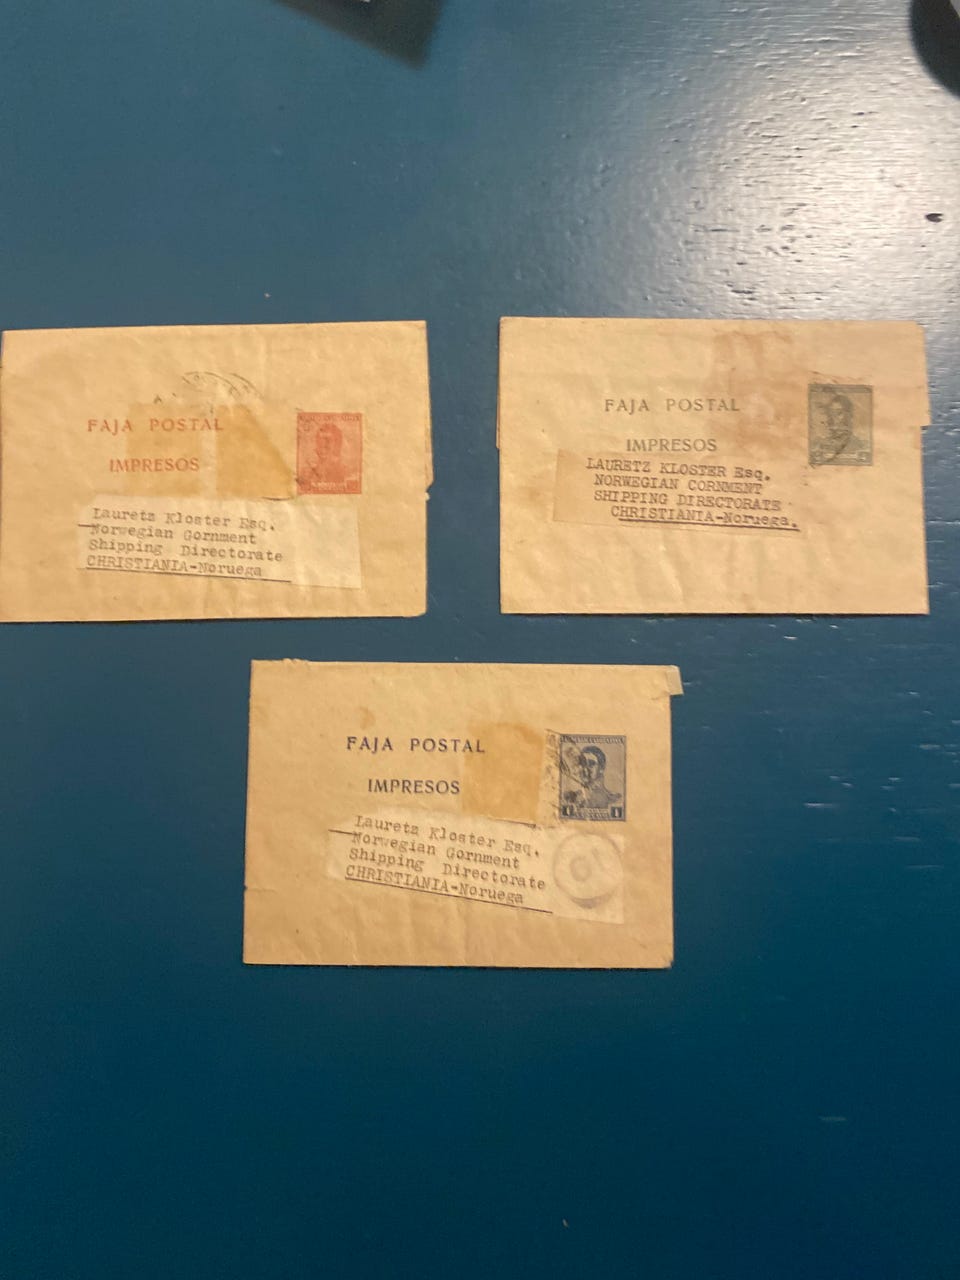 FAJA POSTAL
IMPRESOS
Lauretz Kloster Esq.
Norwegian Gornment
Shipping Directorate
CHRISTIANIA-Noruega
FAJA POSTAL
IMPRESOS
LAURETZ KLOSTER Esq.
NORWEGIAN CORNMENT
SHIPPING DIRECTORATE
CHRISTIANIA-Noruega.
FAJA POSTAL
IMPRESOS
Lauretz Kloster Esq.
Norwegian Gornment
Shipping Directorate
CHRISTIANIA-Noruega